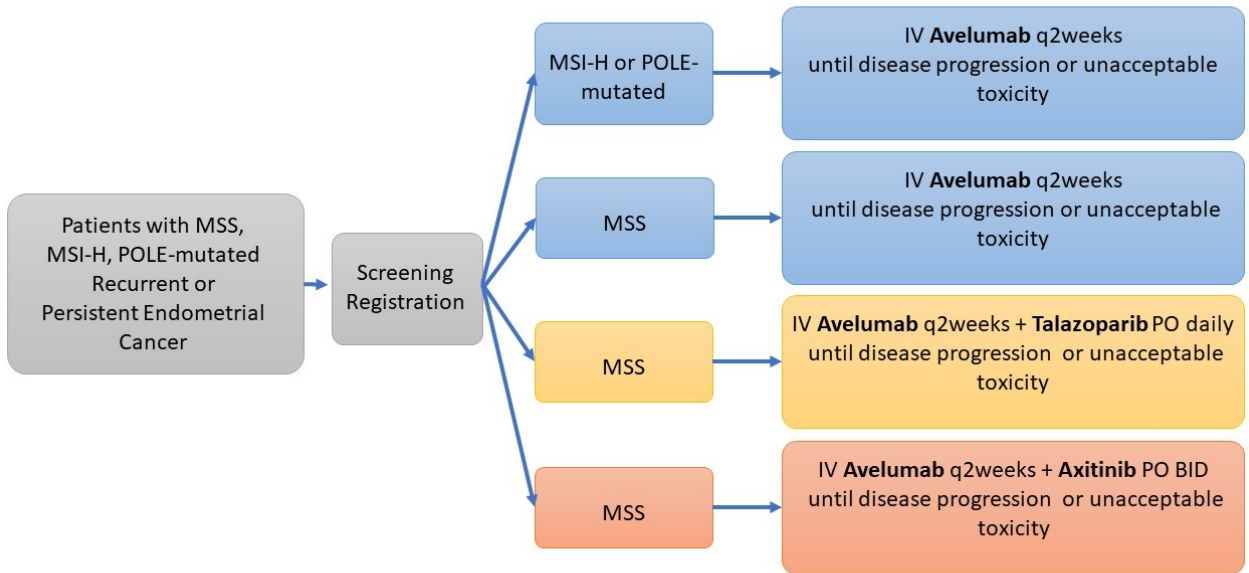 Patients with MSS,
MSI-H, POLE-mutated
Recurrent or
Persistent Endometrial
Cancer
Screening
Registration
MSI-H or POLE-
mutated
IV Avelumab q2weeks
until disease progression or unacceptable
toxicity
MSS
IV Avelumab q2weeks
until disease progression or unacceptable
toxicity
MSS
IV Avelumab q2weeks + Talazoparib PO daily
until disease progression or unacceptable
toxicity
MSS
IV Avelumab q2weeks + Axitinib PO BID
until disease progression or unacceptable
toxicity